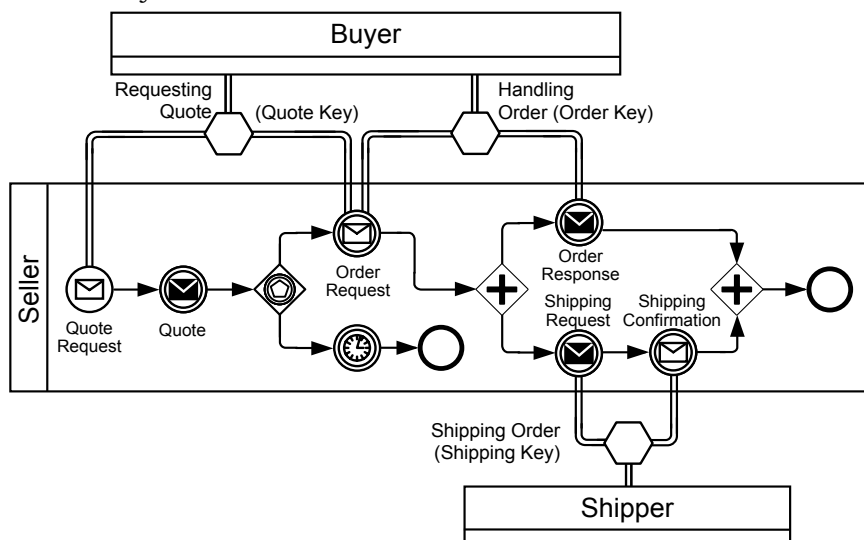 Buyer
Requesting
Quote
(Quote Key)
Handling
Order (Order Key)
Seller
Quote
Request
Quote
Order
Request
Order
Response
Shipping
Request
Shipping
Confirmation
Shipping Order
(Shipping Key)
Shipper